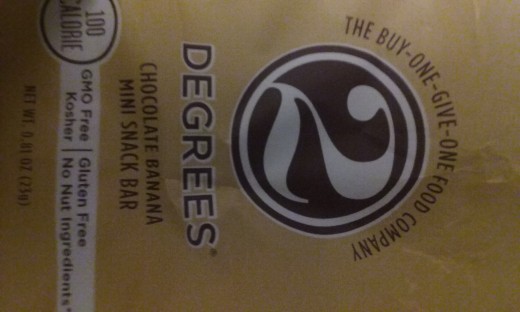 THE BUY-ONE-GIVE-ONE FOOD COMPANY
2
DEGREES®
CHOCOLATE BANANA
MINI SNACK BAR
100
CALORIE
GMO Free | Gluten Free
Kosher | No Nut Ingredients*
NET WT. 0.81 OZ (23g)